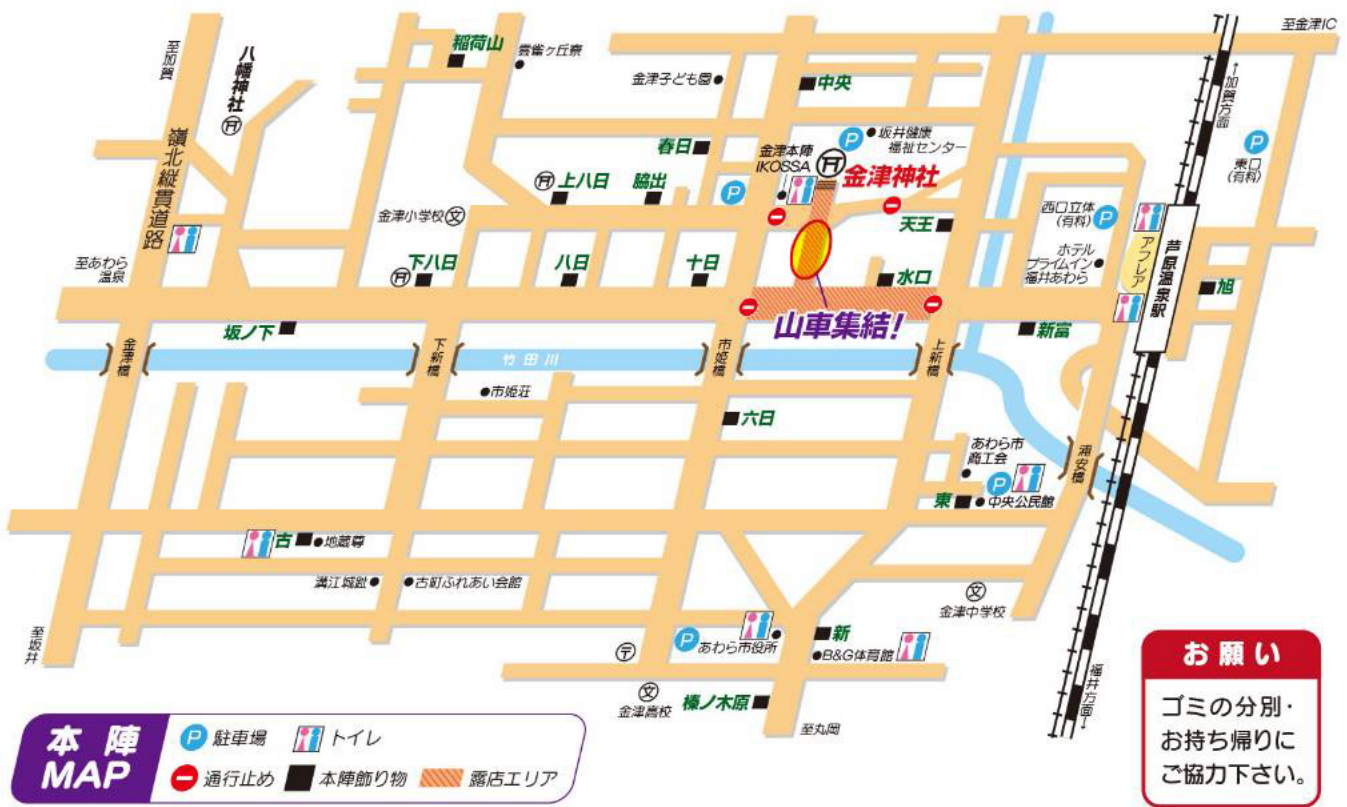 至加賀
八幡神社
稲荷山
雲雀ヶ丘寮
金津子ども園
中央
至金津IC
←加賀方面
嶺北縦貫道路
春日
金津本陣
IKOSSA
P
坂井健康
福祉センター
金津神社
P
東口
(有料)
上八日
脇出
P
金津小学校
文
天王
西口立体
(有料)
P
至あわら
温泉
下八日
八日
十日
水口
ホテル
プライムイン
福井あわら
アフレア
芦原温泉駅
旭
坂ノ下
山車集結!
新富
金津橋
下新橋
竹田川
市姫橋
上新橋
市姫荘
六日
浦安橋
あわら市
商工会
P
東
中央公民館
古
地蔵尊
溝江城趾
古町ふれあい会館
文
金津中学校
至坂井
P
あわら市役所
新
B&G体育館
〒
文
金津高校
榛ノ木原
至丸岡
福井方面→
本陣
MAP
P 駐車場
トイレ
通行止め
本陣飾り物
露店エリア
お願い
ゴミの分別・
お持ち帰りに
ご協力下さい。